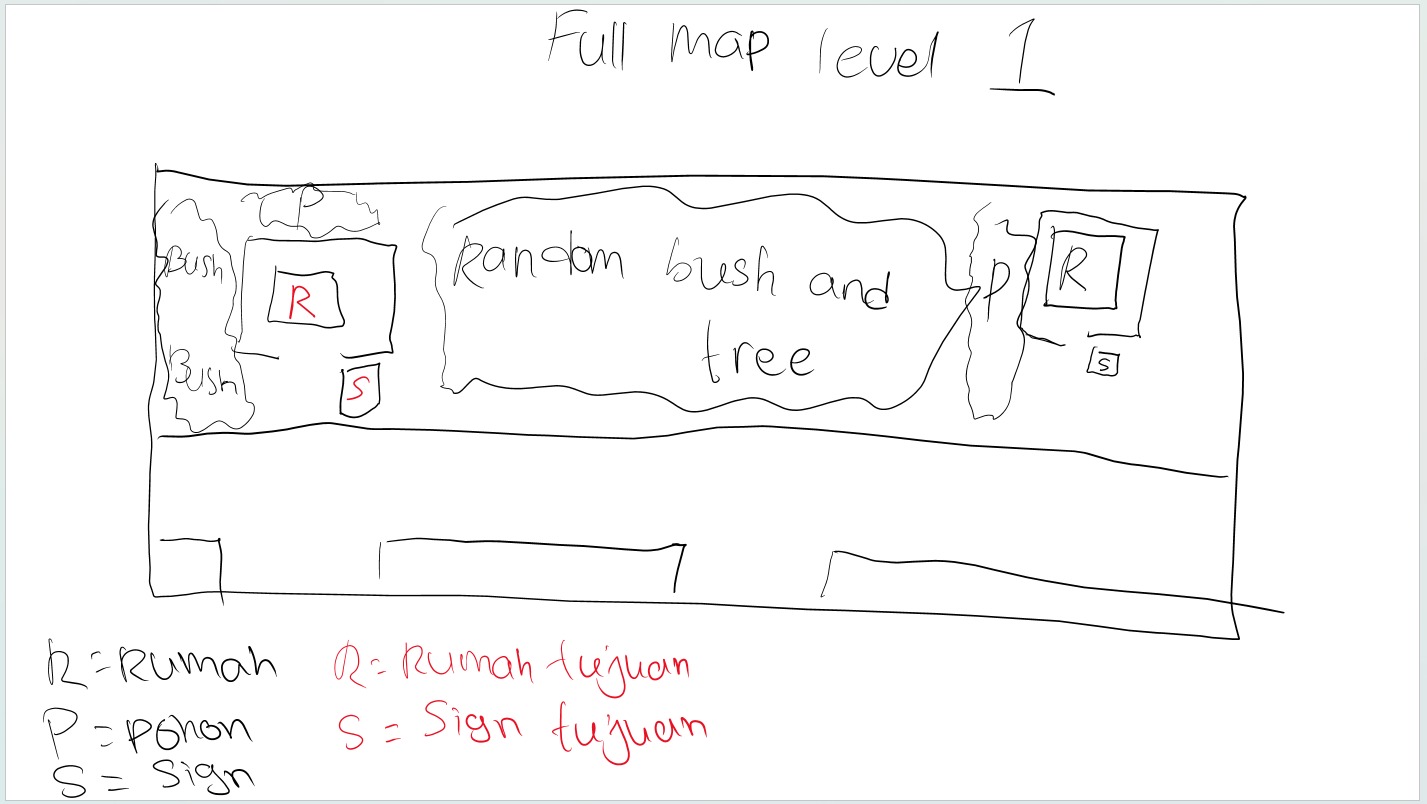 Full map level 1
P
Bush
R
Random bush and
tree
P
R
Bush
S
S
R = RUMAH
R = Rumah tujuan
P = pohon
S = Sign tujuan
S = Sign